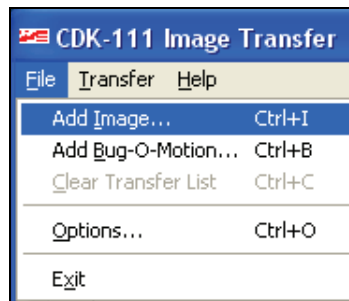 CDK-111 Image Transfer
File Transfer Help
Add Image... Ctrl+I
Add Bug-O-Motion... Ctrl+B
Clear Transfer List Ctrl+C
Options... Ctrl+O
Exit